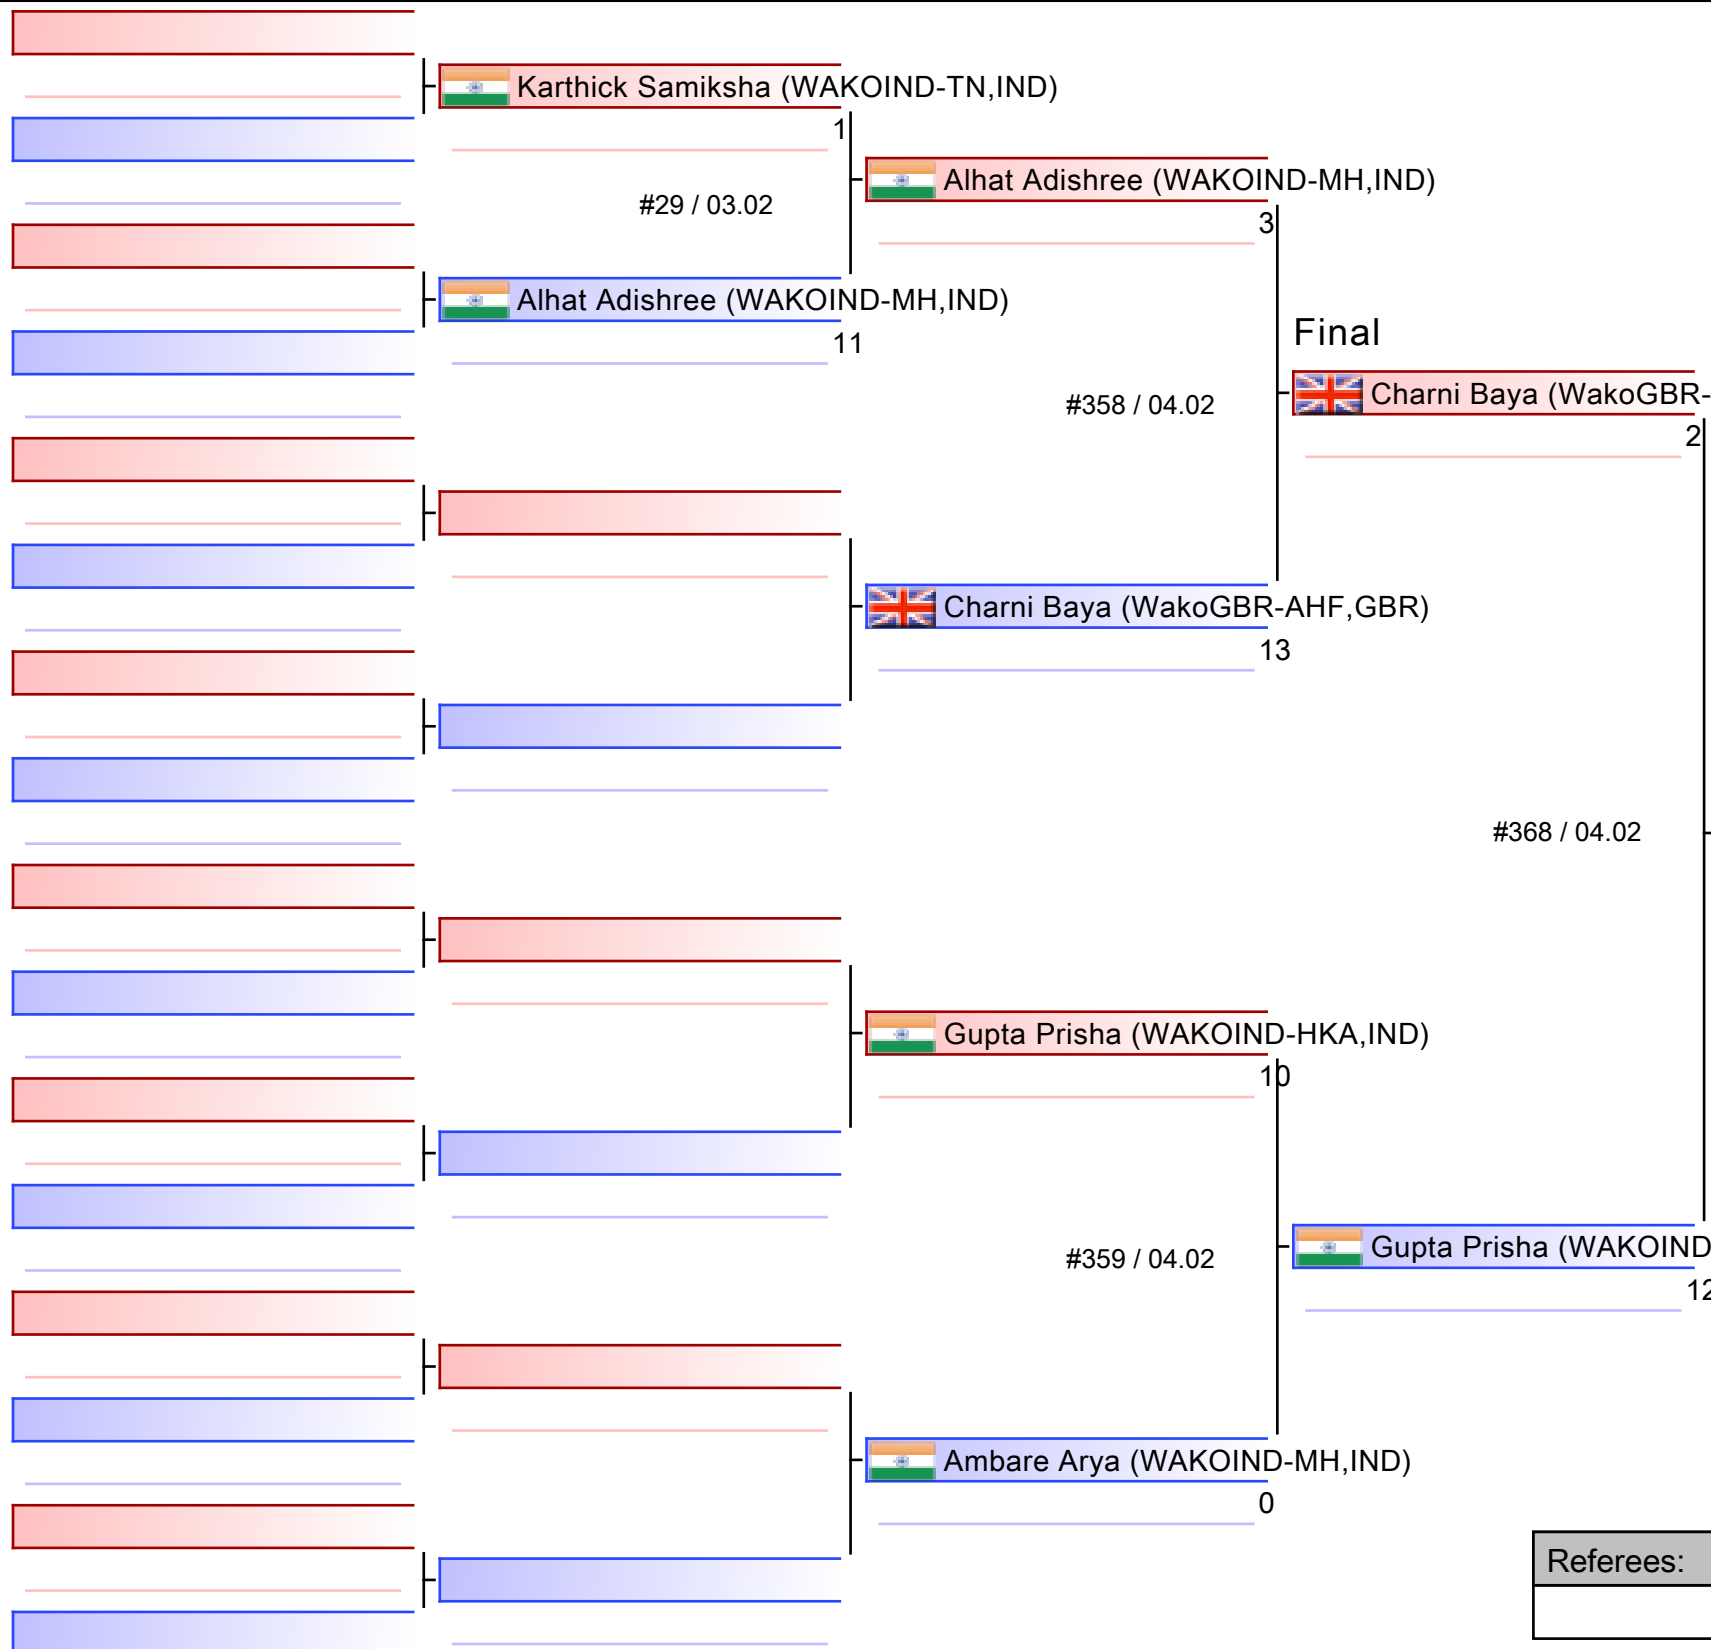 Karthick Samiksha (WAKOIND-TN,IND)
1
Alhat Adishree (WAKOIND-MH,IND)
3
#29 / 03.02
Alhat Adishree (WAKOIND-MH,IND)
11
Final
Charni Baya (WakoGBR-
2
#358 / 04.02
Charni Baya (WakoGBR-AHF,GBR)
13
#368 / 04.02
Gupta Prisha (WAKOIND-HKA,IND)
10
#359 / 04.02
Gupta Prisha (WAKOIND
12
Ambare Arya (WAKOIND-MH,IND)
0
Referees: